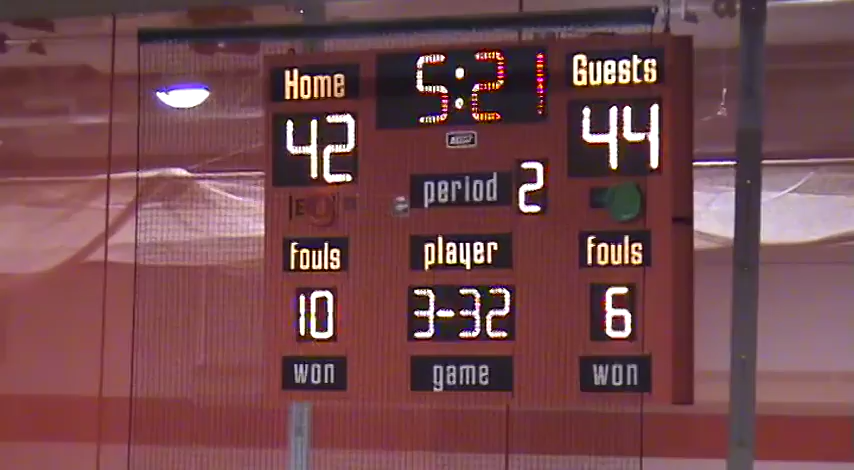 Home 5:21 Guests
42 44
period 2
fouls player fouls
10 3-32 6
won game won